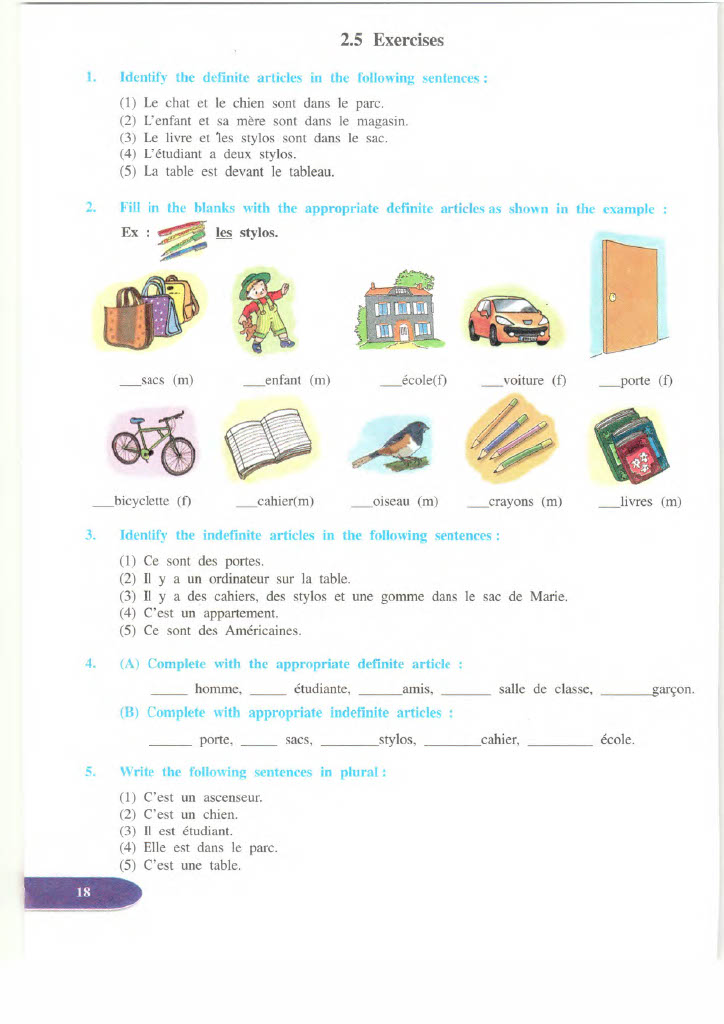 2.5 Exercises
1. Identify the definite articles in the following sentences :
(1) Le chat et le chien sont dans le parc.
(2) L'enfant et sa mère sont dans le magasin.
(3) Le livre et les stylos sont dans le sac.
(4) L'étudiant a deux stylos.
(5) La table est devant le tableau.
2. Fill in the blanks with the appropriate definite articles as shown in the example :
Ex : les stylos.
___sacs (m) ___enfant (m) ___école(f) ___voiture (f) ___porte (f)
___bicyclette (f) ___cahier(m) ___oiseau (m) ___crayons (m) ___livres (m)
3. Identify the indefinite articles in the following sentences :
(1) Ce sont des portes.
(2) Il y a un ordinateur sur la table.
(3) Il y a des cahiers, des stylos et une gomme dans le sac de Marie.
(4) C'est un appartement.
(5) Ce sont des Américaines.
4. (A) Complete with the appropriate definite article :
_____ homme, _____ étudiante, ______amis, _______ salle de classe, _______garçon.
(B) Complete with appropriate indefinite articles :
______ porte, _____ sacs, ________stylos, ________cahier, _________ école.
5. Write the following sentences in plural :
(1) C'est un ascenseur.
(2) C'est un chien.
(3) Il est étudiant.
(4) Elle est dans le parc.
(5) C'est une table.
18